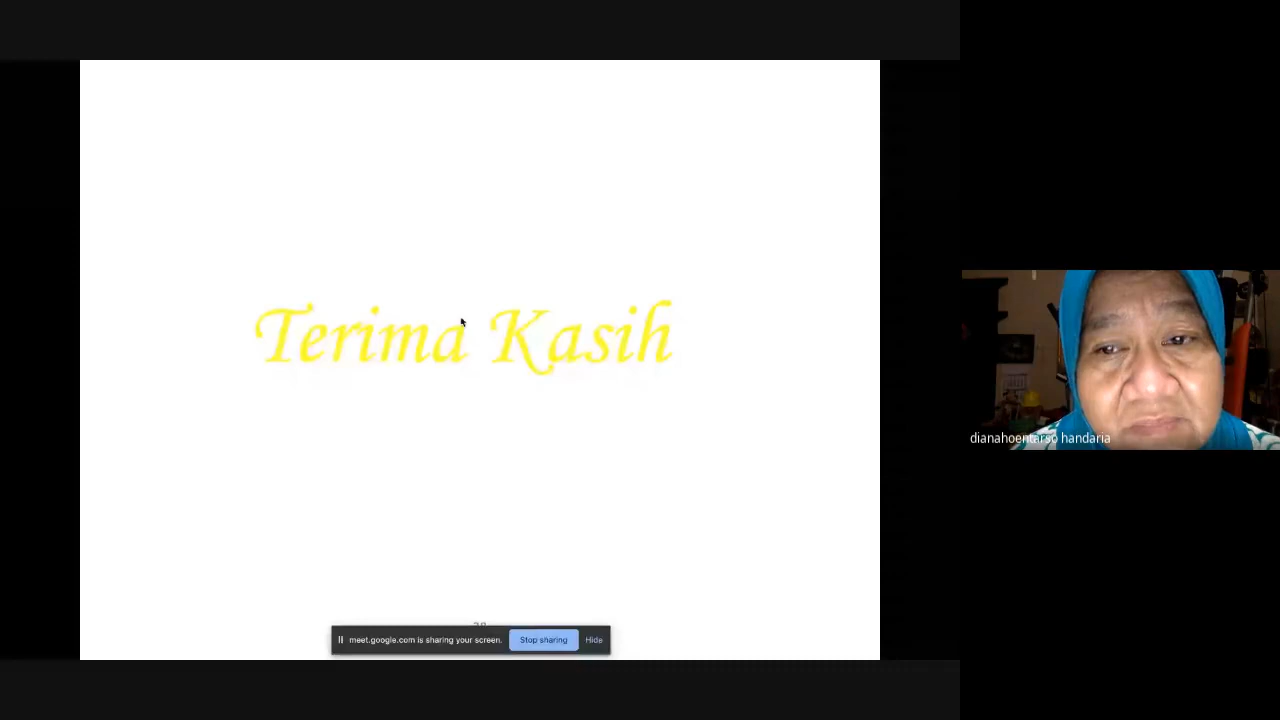 Terima Kasih
meet.google.com is sharing your screen. Stop sharing Hide
dianahoentarso handaria